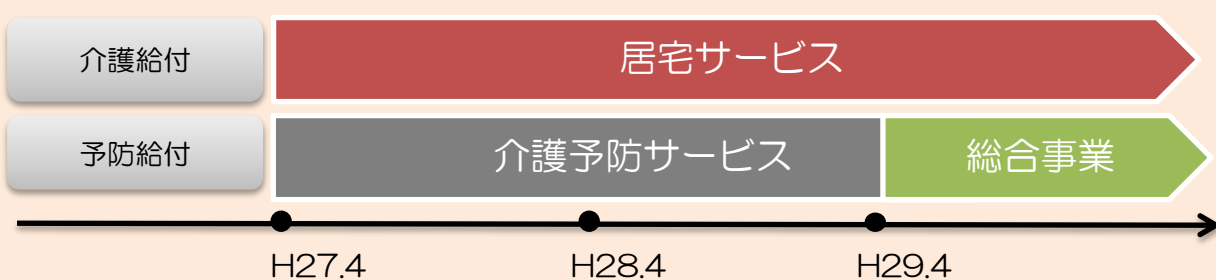 介護給付
居宅サービス
予防給付
介護予防サービス
総合事業
H27.4
H28.4
H29.4